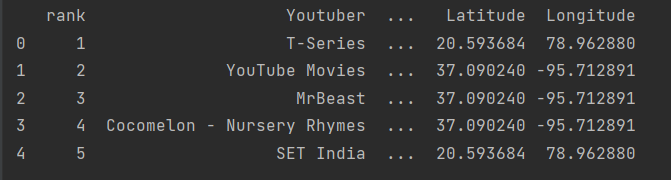 rank Youtuber ... Latitude Longitude
0 1 T-Series ... 20.593684 78.962880
1 2 YouTube Movies ... 37.090240 -95.712891
2 3 MrBeast ... 37.090240 -95.712891
3 4 Cocomelon - Nursery Rhymes ... 37.090240 -95.712891
4 5 SET India ... 20.593684 78.962880